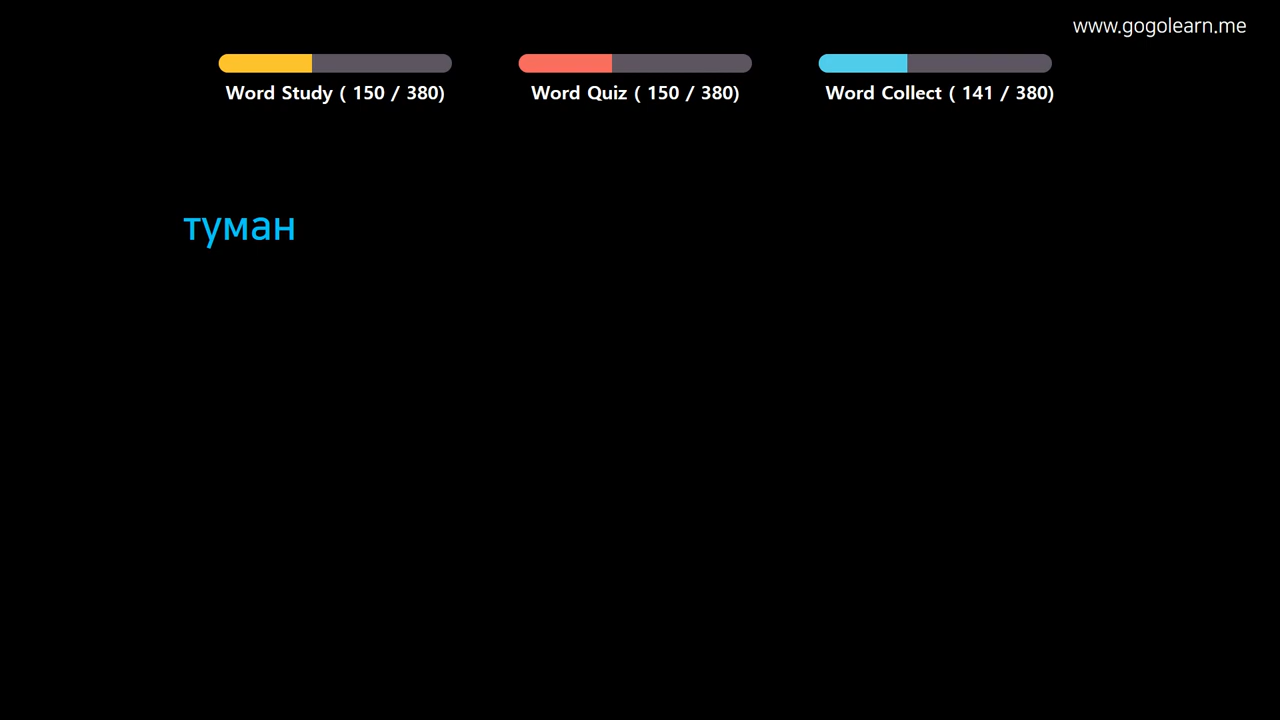 www.gogolearn.me
Word Study ( 150 / 380)
Word Quiz ( 150 / 380)
Word Collect ( 141 / 380)
туман